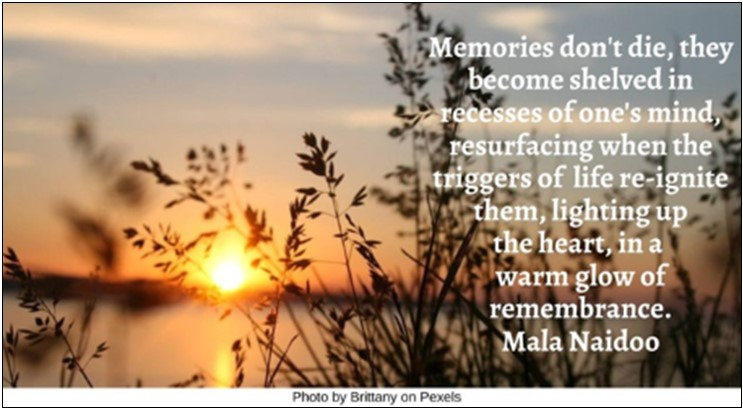 Memories don't die, they
become shelved in
recesses of one's mind,
resurfacing when the
triggers of life re-ignite
them, lighting up
the heart, in a
warm glow of
remembrance.
Mala Naidoo
Photo by Brittany on Pexels